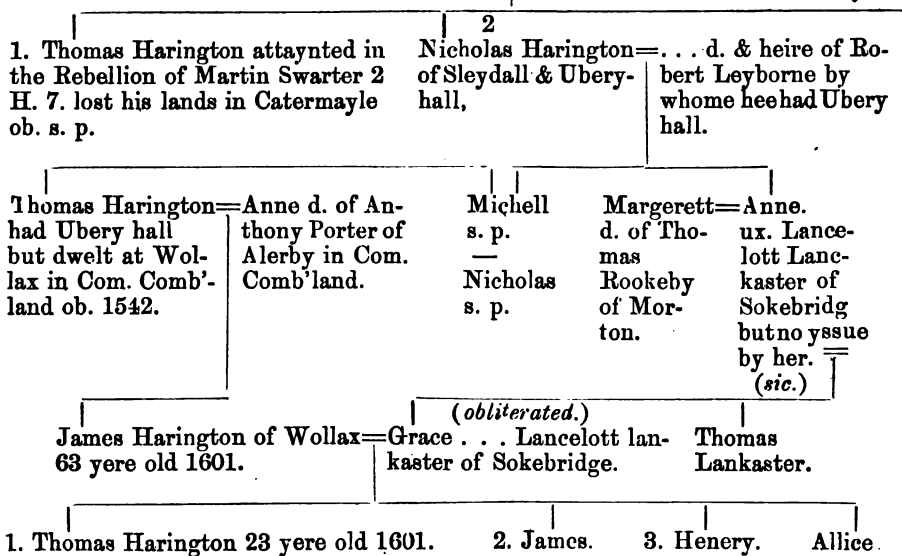 2
1. Thomas Harington attaynted in
the Rebellion of Martin Swarter 2
H. 7. lost his lands in Catermayle
ob. s. p.
Nicholas Harington=
of Sleydall & Ubery-
hall,
. . . d. & heire of Ro-
bert Leyborne by
whome hee had Ubery
hall.
Thomas Harington=
had Ubery hall
but dwelt at Wol-
lax in Com. Comb'-
land ob. 1542.
Anne d. of An-
thony Porter of
Alerby in Com.
Comb'land.
Michell
s. p.
—
Nicholas
s. p.
Margerett=
d. of Tho-
mas
Rookeby
of Mor-
ton.
Anne.
ux. Lance-
lott Lanc-
kaster of
Sokebridg
but no yssue
by her. =
(sic.)
(obliterated.)
James Harington of Wollax=
63 yere old 1601.
Grace . . . Lancelott lan-
kaster of Sokebridge.
Thomas
Lankaster.
1. Thomas Harington 23 yere old 1601.
2. James.
3. Henery.
Allice